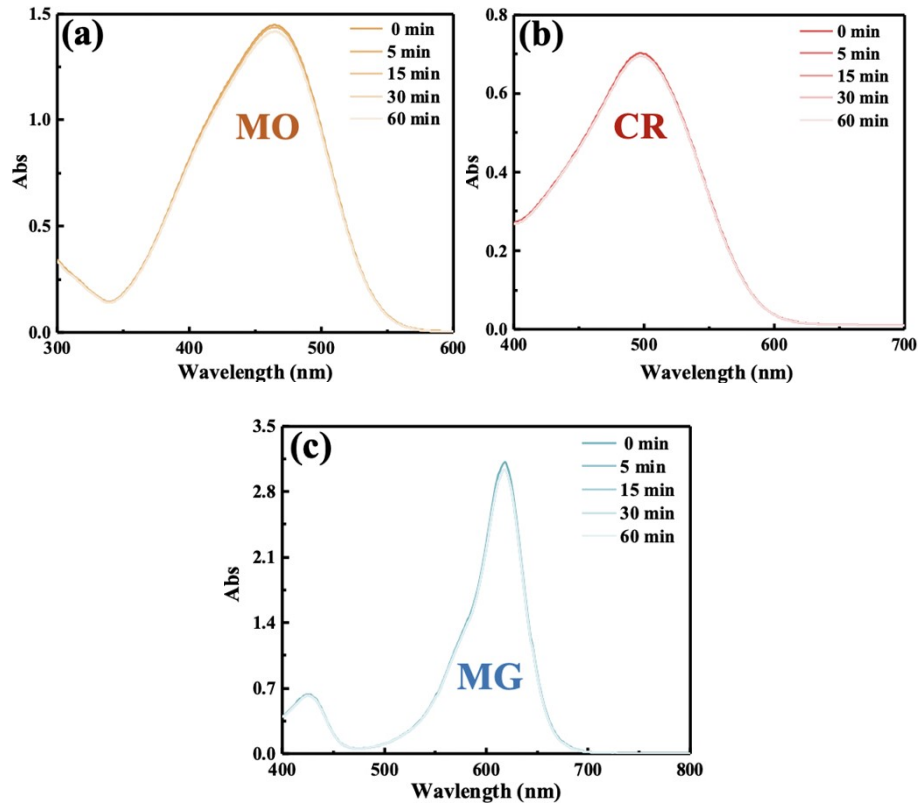 (a)
MO
0 min
5 min
15 min
30 min
60 min
Abs
1.5
1.0
0.5
0.0
300 400 500 600
Wavelength (nm)
(b)
CR
0 min
5 min
15 min
30 min
60 min
Abs
0.8
0.6
0.4
0.2
0.0
400 500 600 700
Wavelength (nm)
(c)
MG
0 min
5 min
15 min
30 min
60 min
Abs
3.5
2.8
2.1
1.4
0.7
0.0
400 500 600 700 800
Wavlength (nm)